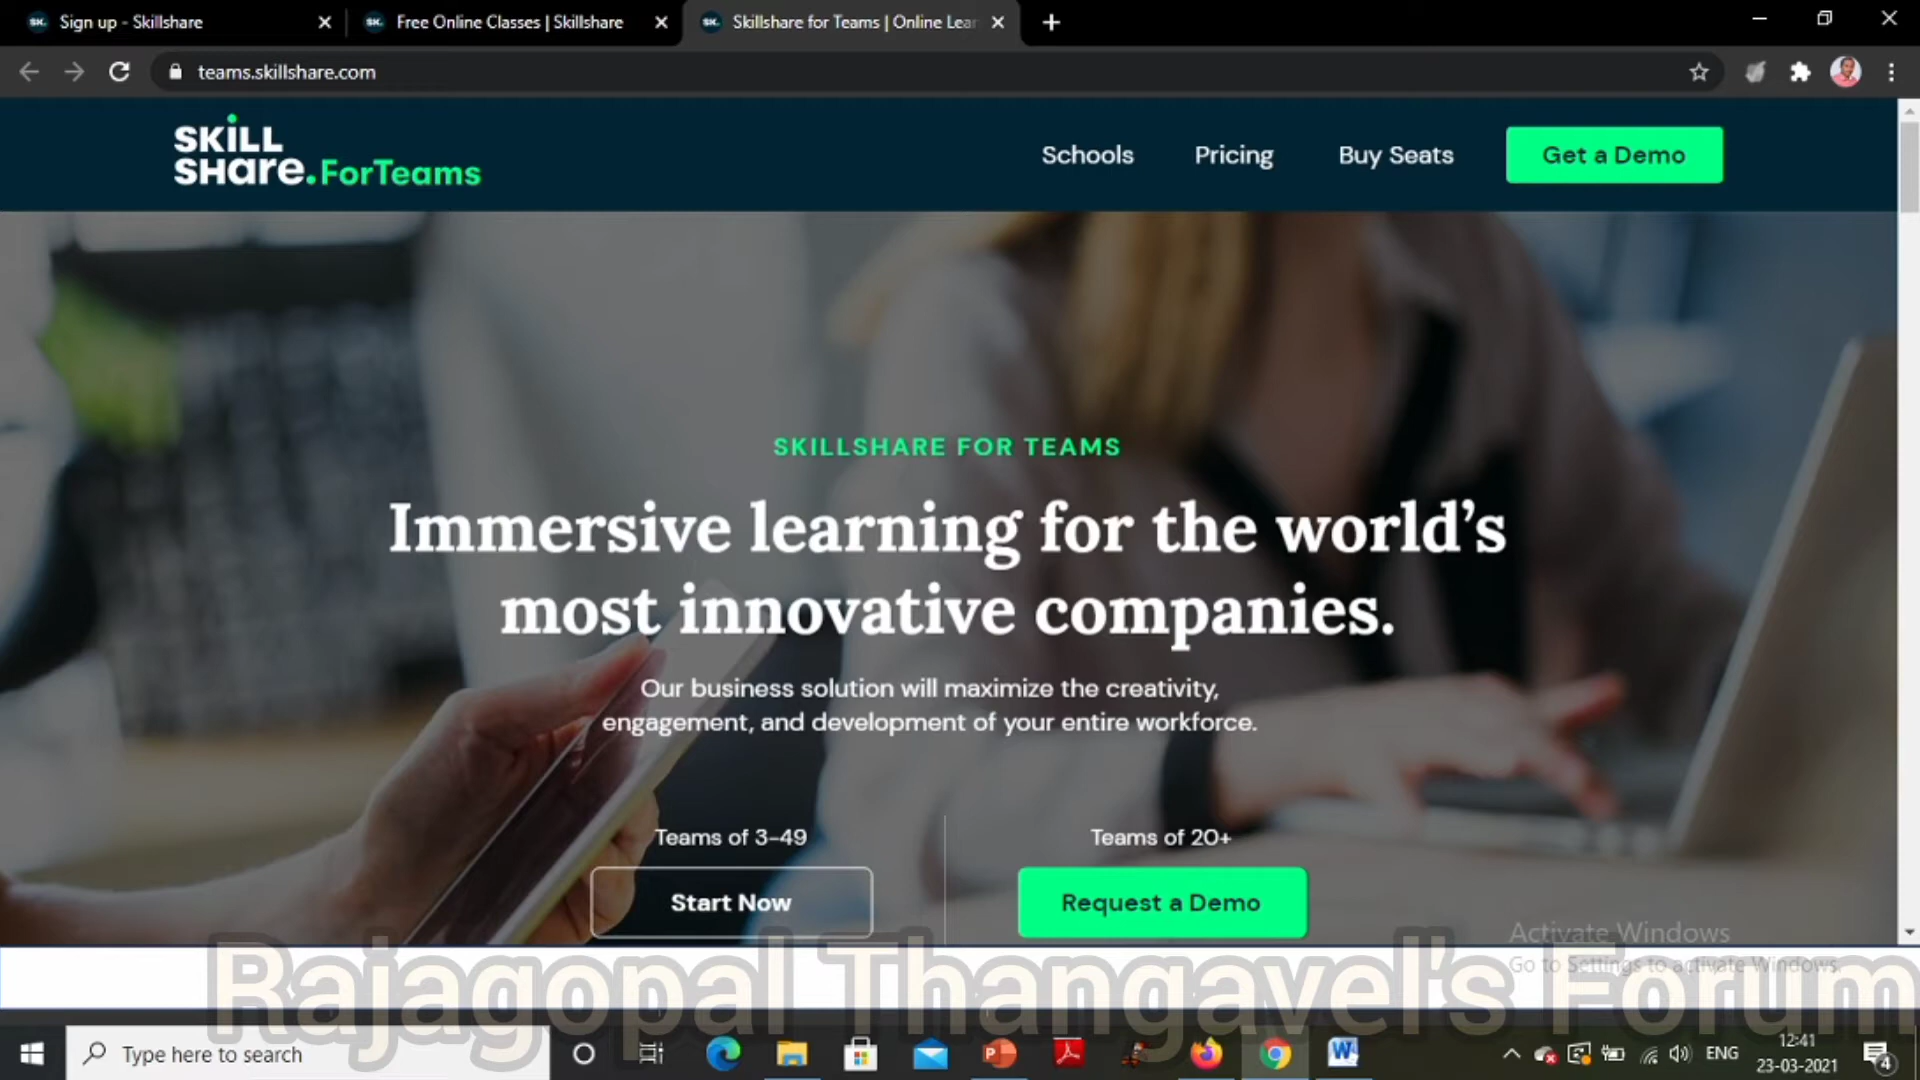 Sign up - Skillshare
Free Online Classes | Skillshare
Skillshare for Teams | Online Lear
teams.skillshare.com
SKILL
SHare. ForTeams
Schools
Pricing
Buy Seats
Get a Demo
SKILLSHARE FOR TEAMS
Immersive learning for the world's
most innovative companies.
Our business solution will maximize the creativity,
engagement, and development of your entire workforce.
Teams of 3-49
Start Now
Teams of 20+
Request a Demo
Activate Windows
Go to Settings to activate Windows.
Rajagopal Thangavel's Forum
Type here to search
ENG
12:41
23-03-2021
4